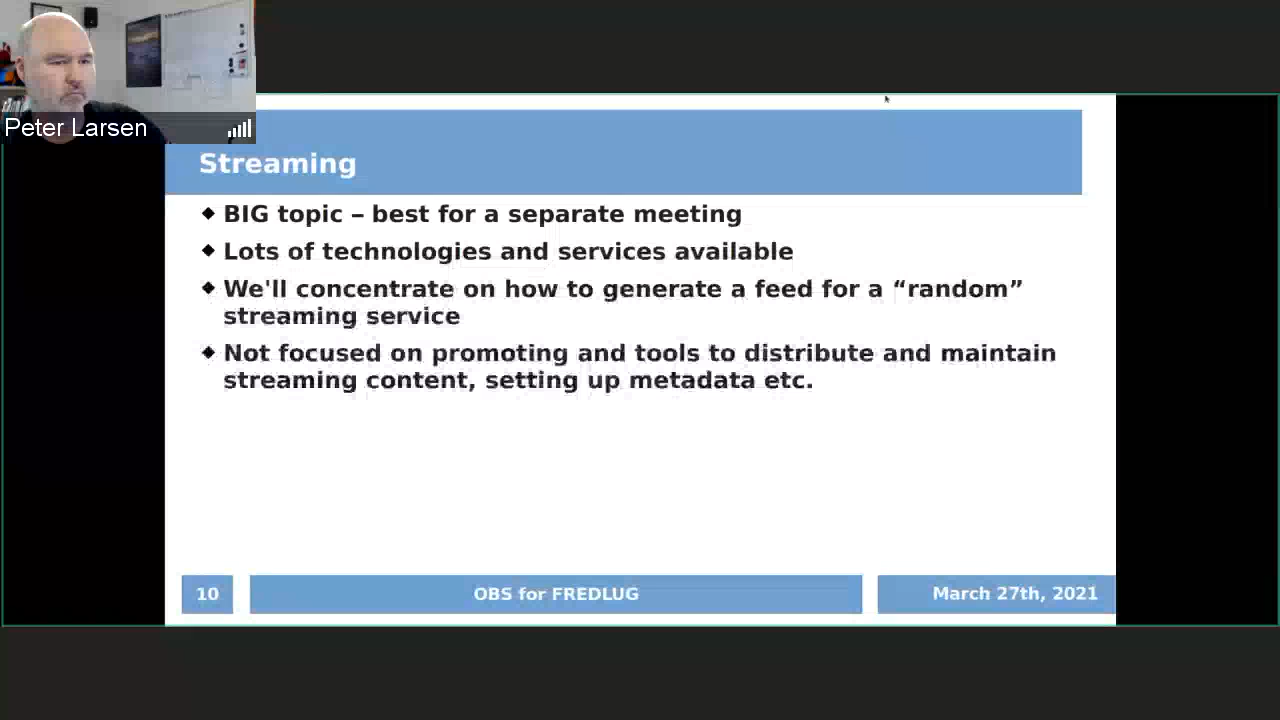 Peter Larsen
Streaming
BIG topic – best for a separate meeting
Lots of technologies and services available
We'll concentrate on how to generate a feed for a “random”
streaming service
Not focused on promoting and tools to distribute and maintain
streaming content, setting up metadata etc.
10
OBS for FREDLUG
March 27th, 2021